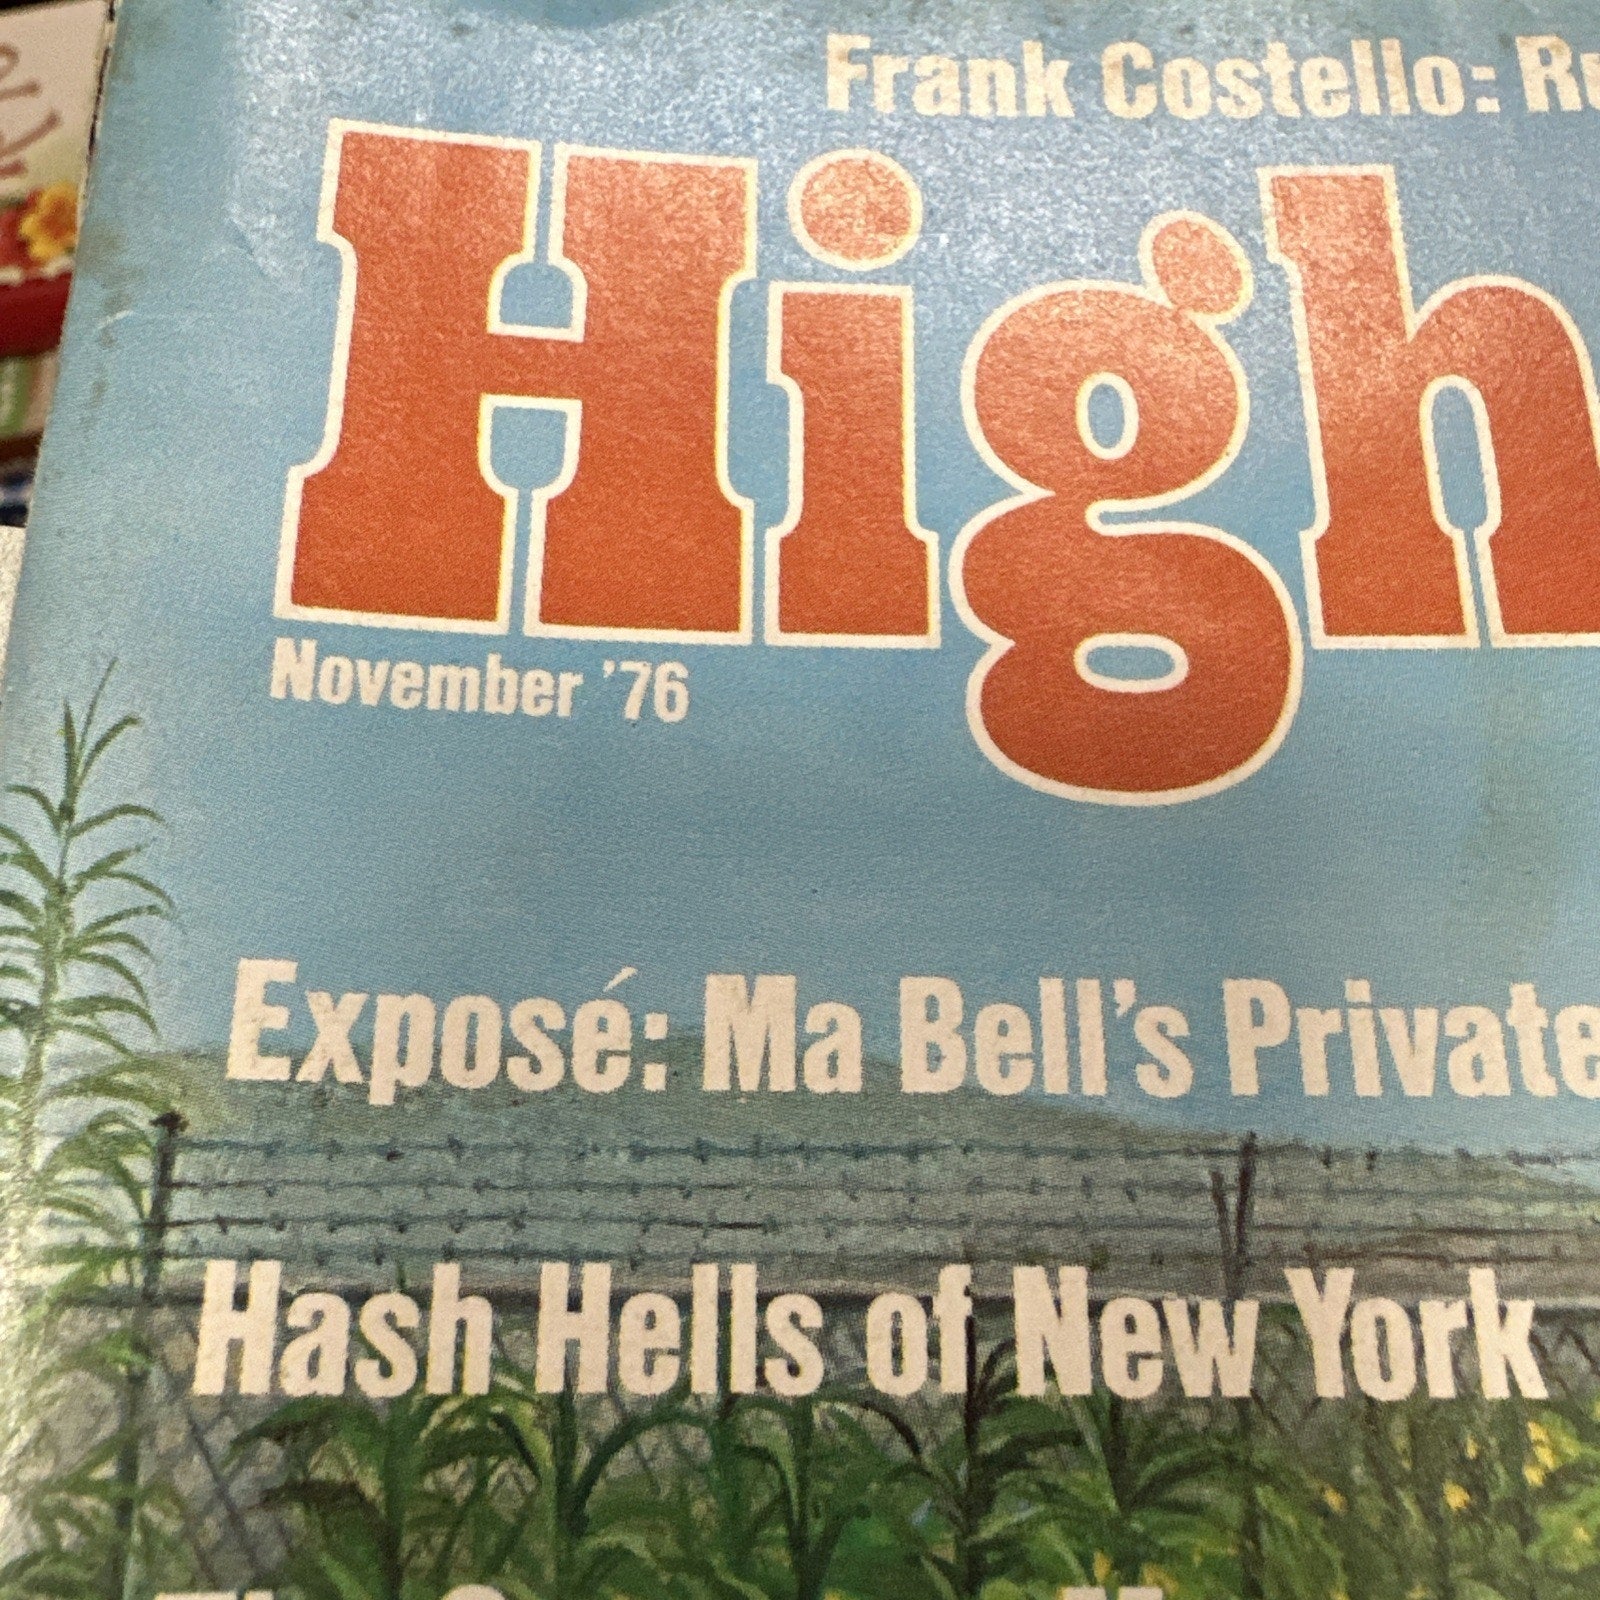 Frank Costello:
High
November '76
Exposé: Ma Bell's Private
Hash Hells of New York